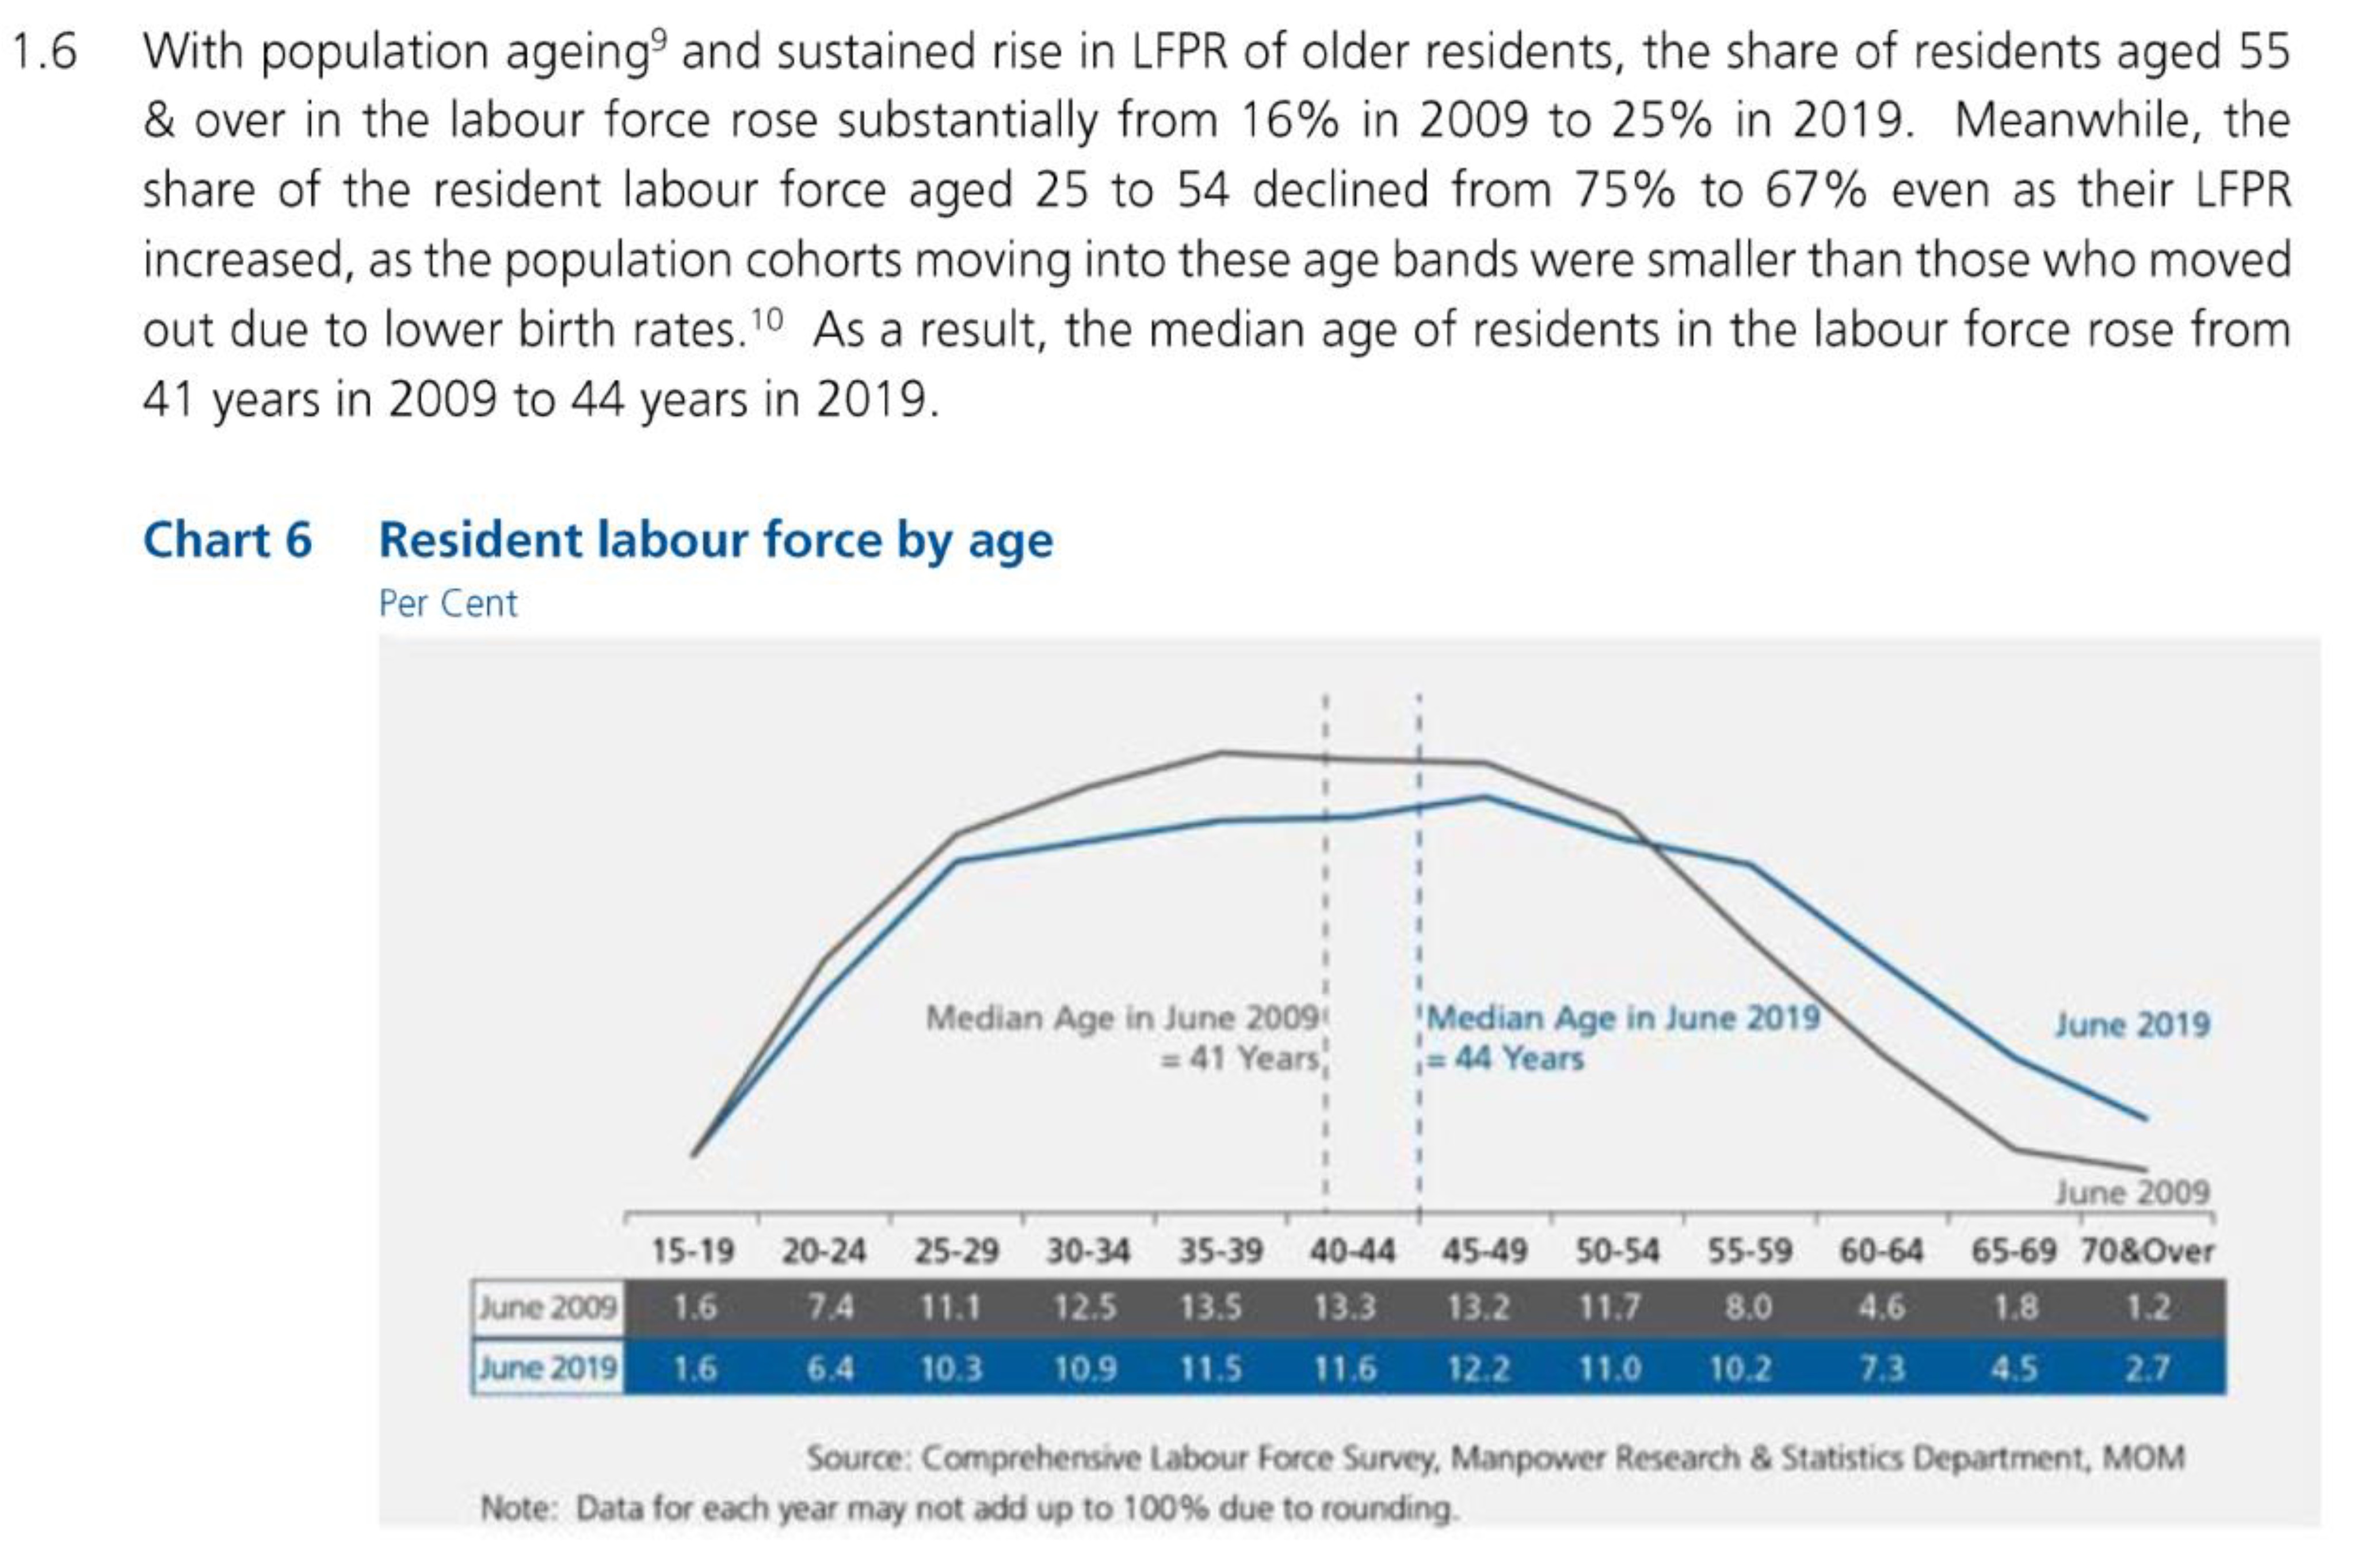 1.6 With population ageing⁹ and sustained rise in LFPR of older residents, the share of residents aged 55
& over in the labour force rose substantially from 16% in 2009 to 25% in 2019. Meanwhile, the
share of the resident labour force aged 25 to 54 declined from 75% to 67% even as their LFPR
increased, as the population cohorts moving into these age bands were smaller than those who moved
out due to lower birth rates.¹⁰ As a result, the median age of residents in the labour force rose from
41 years in 2009 to 44 years in 2019.
Chart 6 Resident labour force by age
Per Cent
Median Age in June 2009
= 41 Years
Median Age in June 2019
= 44 Years
June 2019
June 2009
15-19 20-24 25-29 30-34 35-39 40-44 45-49 50-54 55-59 60-64 65-69 70&Over
June 2009 1.6 7.4 11.1 12.5 13.5 13.3 13.2 11.7 8.0 4.6 1.8 1.2
June 2019 1.6 6.4 10.3 10.9 11.5 11.6 12.2 11.0 10.2 7.3 4.5 2.7
Source: Comprehensive Labour Force Survey, Manpower Research & Statistics Department, MOM
Note: Data for each year may not add up to 100% due to rounding.